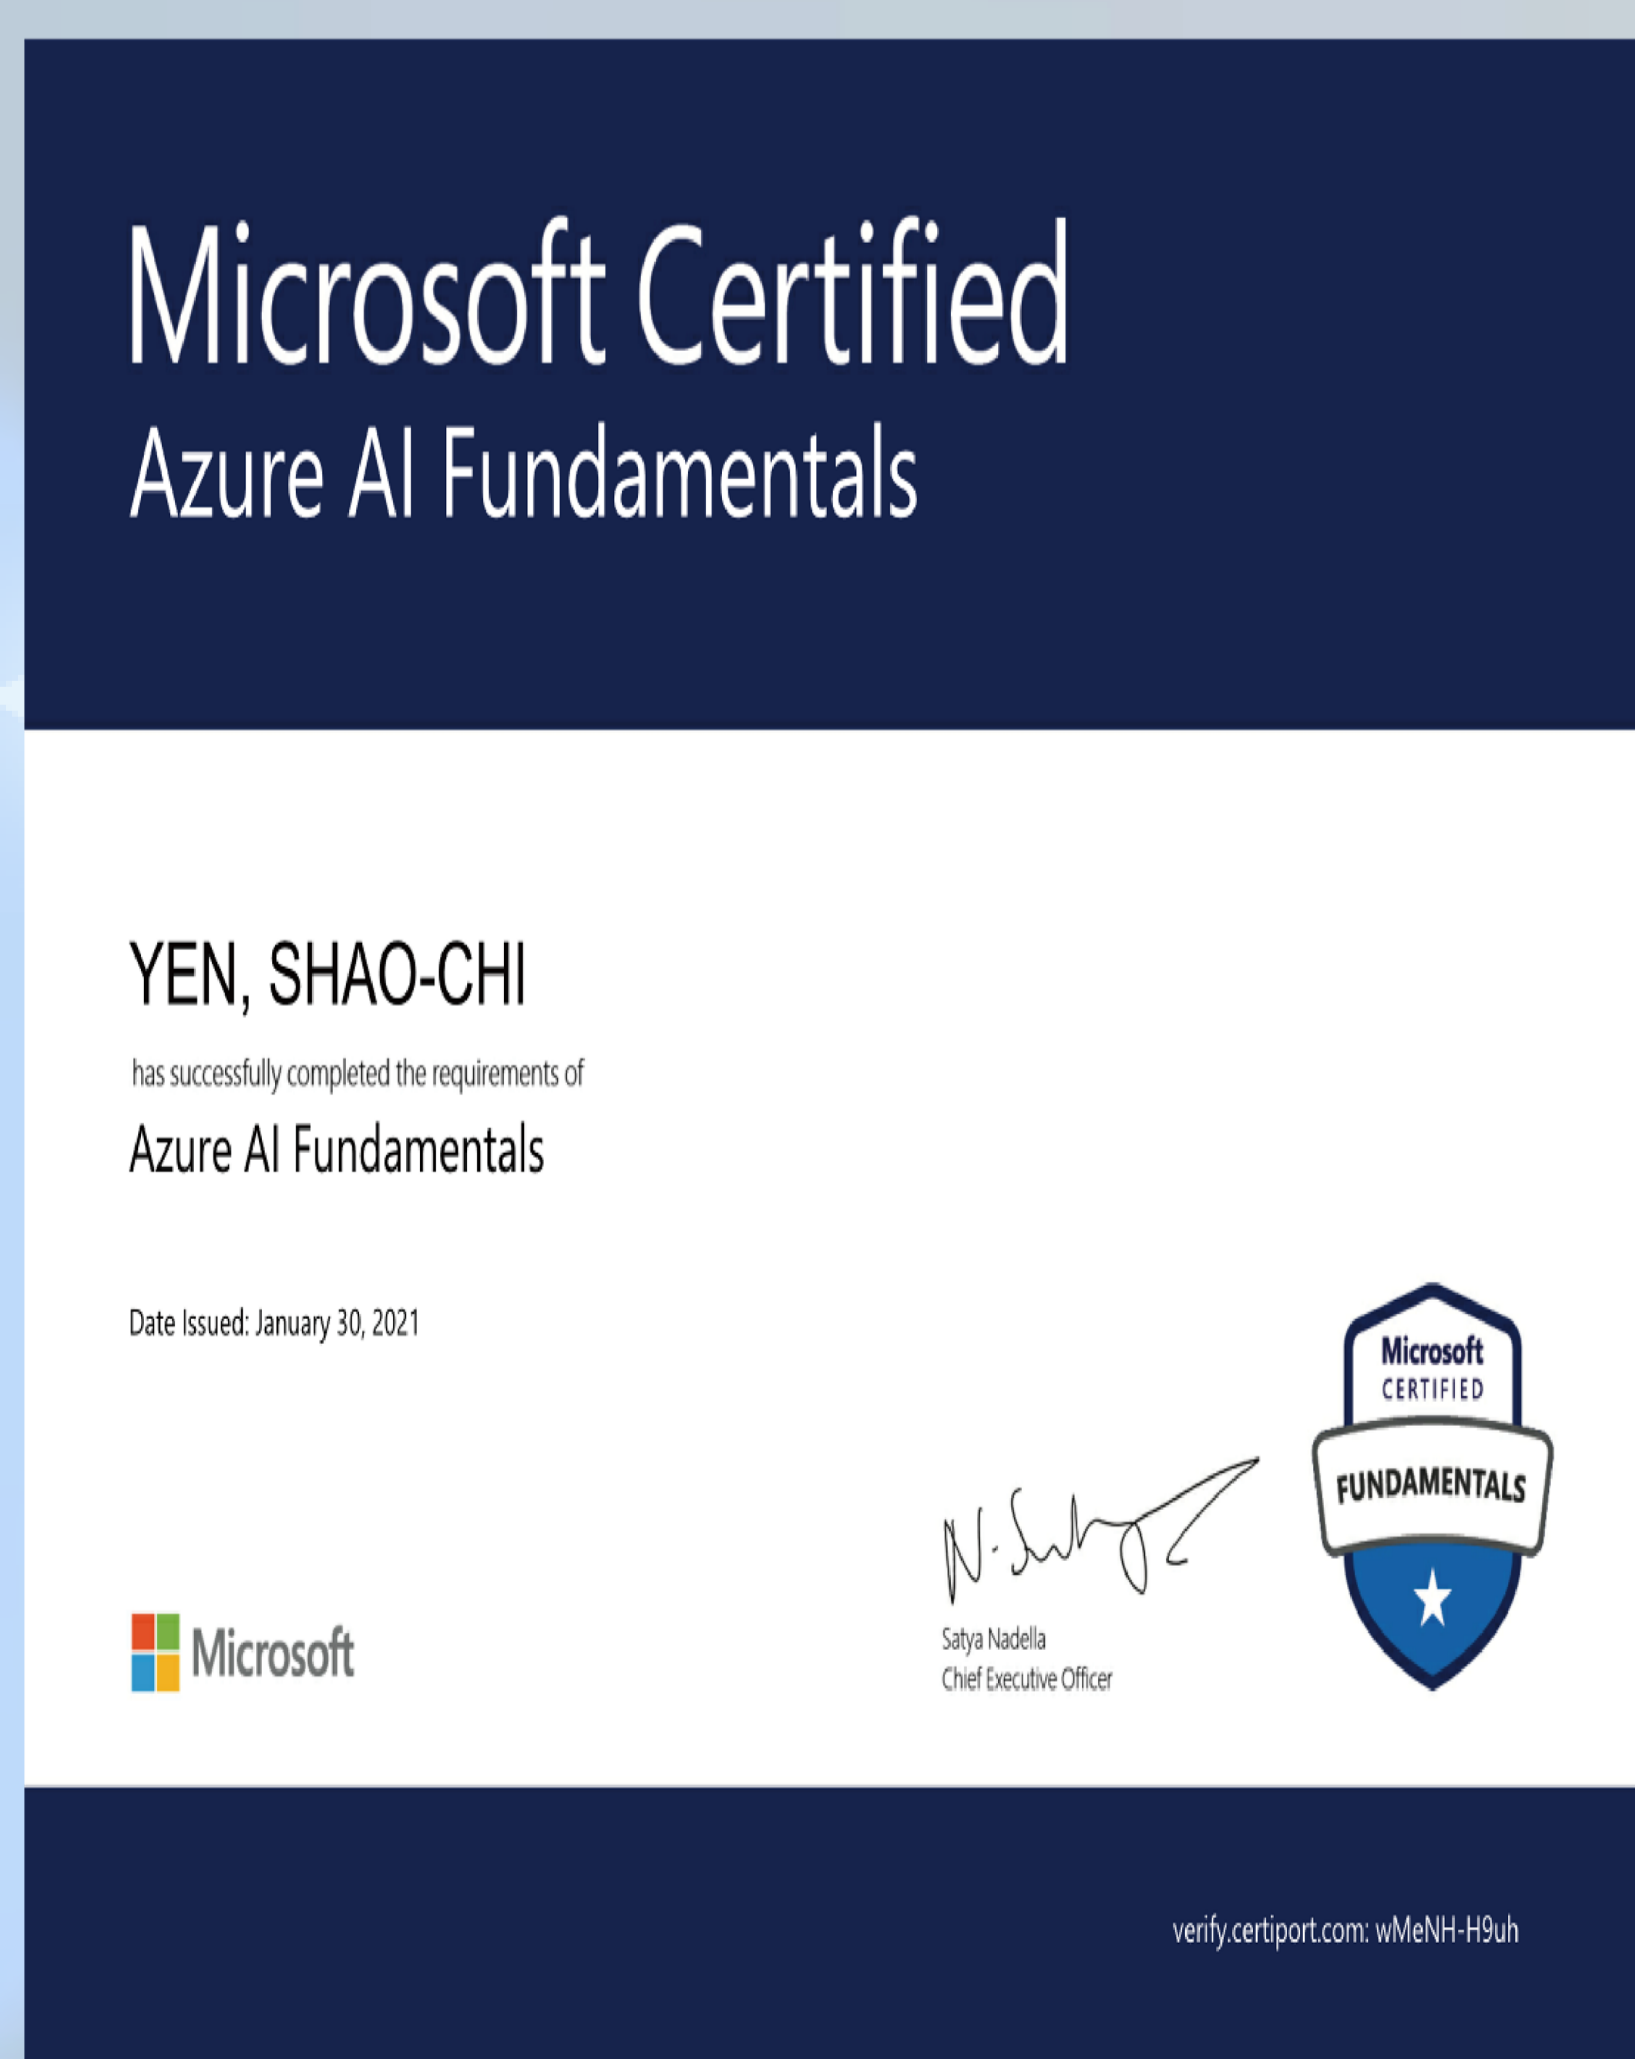 Microsoft Certified
Azure AI Fundamentals
YEN, SHAO-CHI
has successfully completed the requirements of
Azure AI Fundamentals
Date Issued: January 30, 2021
Microsoft
CERTIFIED
FUNDAMENTALS
N. Satya
Satya Nadella
Chief Executive Officer
Microsoft
verify.certiport.com: wMeNH-H9uh